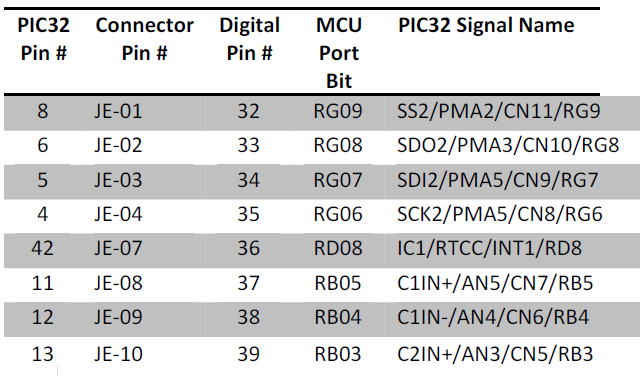 PIC32 Pin # Connector Pin # Digital Pin # MCU Port Bit PIC32 Signal Name
8 JE-01 32 RG09 SS2/PMA2/CN11/RG9
6 JE-02 33 RG08 SDO2/PMA3/CN10/RG8
5 JE-03 34 RG07 SDI2/PMA5/CN9/RG7
4 JE-04 35 RG06 SCK2/PMA5/CN8/RG6
42 JE-07 36 RD08 IC1/RTCC/INT1/RD8
11 JE-08 37 RB05 C1IN+/AN5/CN7/RB5
12 JE-09 38 RB04 C1IN-/AN4/CN6/RB4
13 JE-10 39 RB03 C2IN+/AN3/CN5/RB3